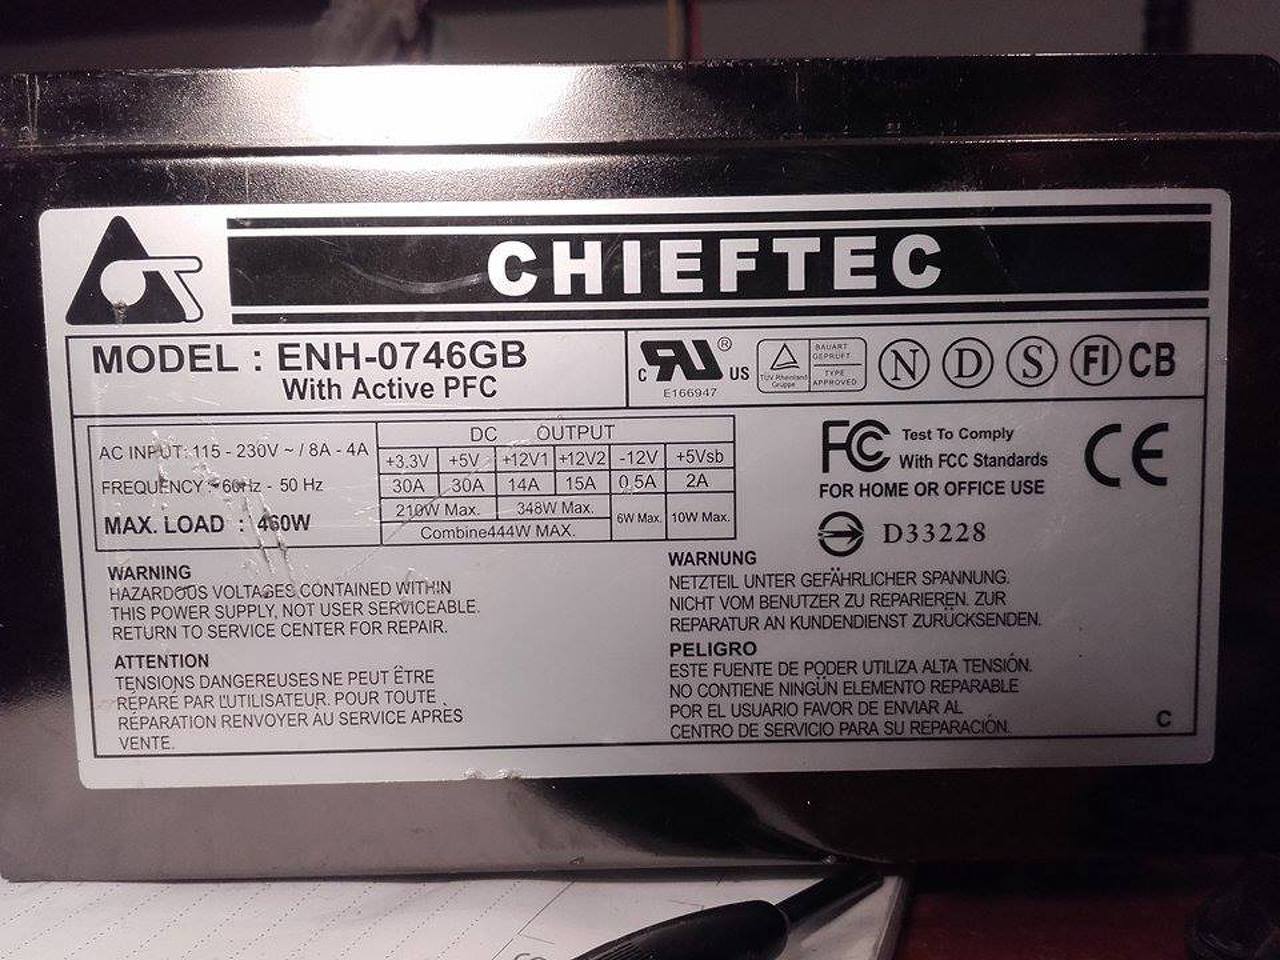 CHIEFTEC
MODEL : ENH-0746GB
With Active PFC
c RU ® US
E166947
TUV Rheinland
Gruppe
BAUART
GEPRUFT
TYPE
APPROVED
N D S FI CB
AC INPUT: 115 - 230V ~ / 8A - 4A
FREQUENCY : 60Hz - 50 Hz
MAX. LOAD : 460W
DC OUTPUT
+3.3V +5V +12V1 +12V2 -12V +5Vsb
30A 30A 14A 15A 0.5A 2A
210W Max. 348W Max. 6W Max. 10W Max.
Combine444W MAX.
FC Test To Comply
With FCC Standards
FOR HOME OR OFFICE USE
CE
D33228
WARNING
HAZARDOUS VOLTAGES CONTAINED WITHIN
THIS POWER SUPPLY, NOT USER SERVICEABLE.
RETURN TO SERVICE CENTER FOR REPAIR.
ATTENTION
TENSIONS DANGEREUSES NE PEUT ÊTRE
RÉPARÉ PAR L'UTILISATEUR. POUR TOUTE
RÉPARATION RENVOYER AU SERVICE APRÈS
VENTE.
WARNUNG
NETZTEIL UNTER GEFÄHRLICHER SPANNUNG.
NICHT VOM BENUTZER ZU REPARIEREN. ZUR
REPARATUR AN KUNDENDIENST ZURÜCKSENDEN.
PELIGRO
ESTE FUENTE DE PODER UTILIZA ALTA TENSIÓN.
NO CONTIENE NINGÜN ELEMENTO REPARABLE
POR EL USUARIO FAVOR DE ENVIAR AL
CENTRO DE SERVICIO PARA SU REPARACIÓN.
C